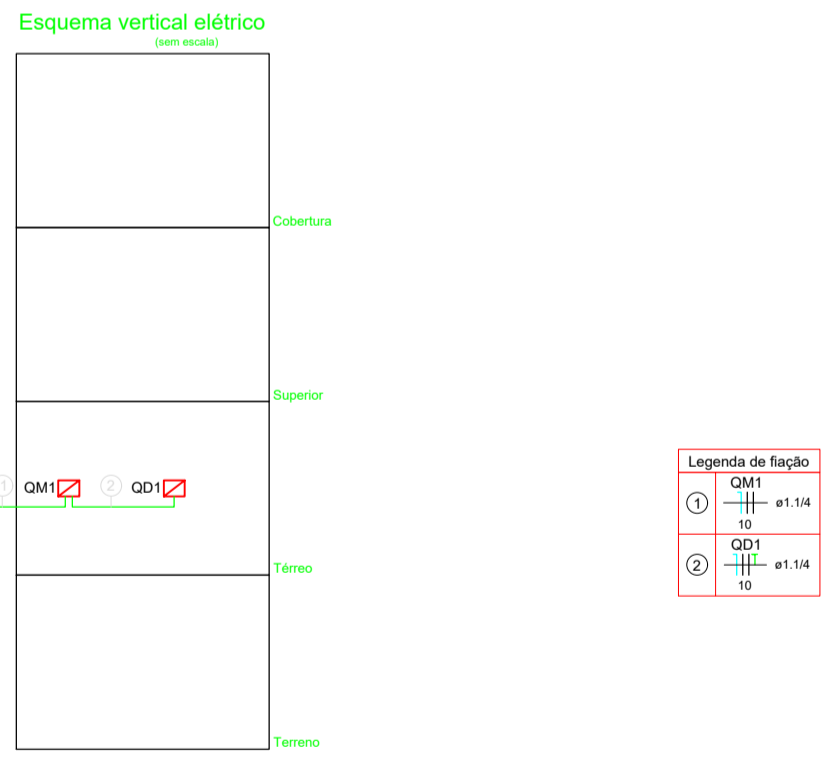 Esquema vertical elétrico
(sem escala)
Cobertura
Superior
1 QM1 2 QD1
Térreo
Terreno
Legenda de fiação
QM1
1 ø1.1/4
10
QD1
2 ø1.1/4
10